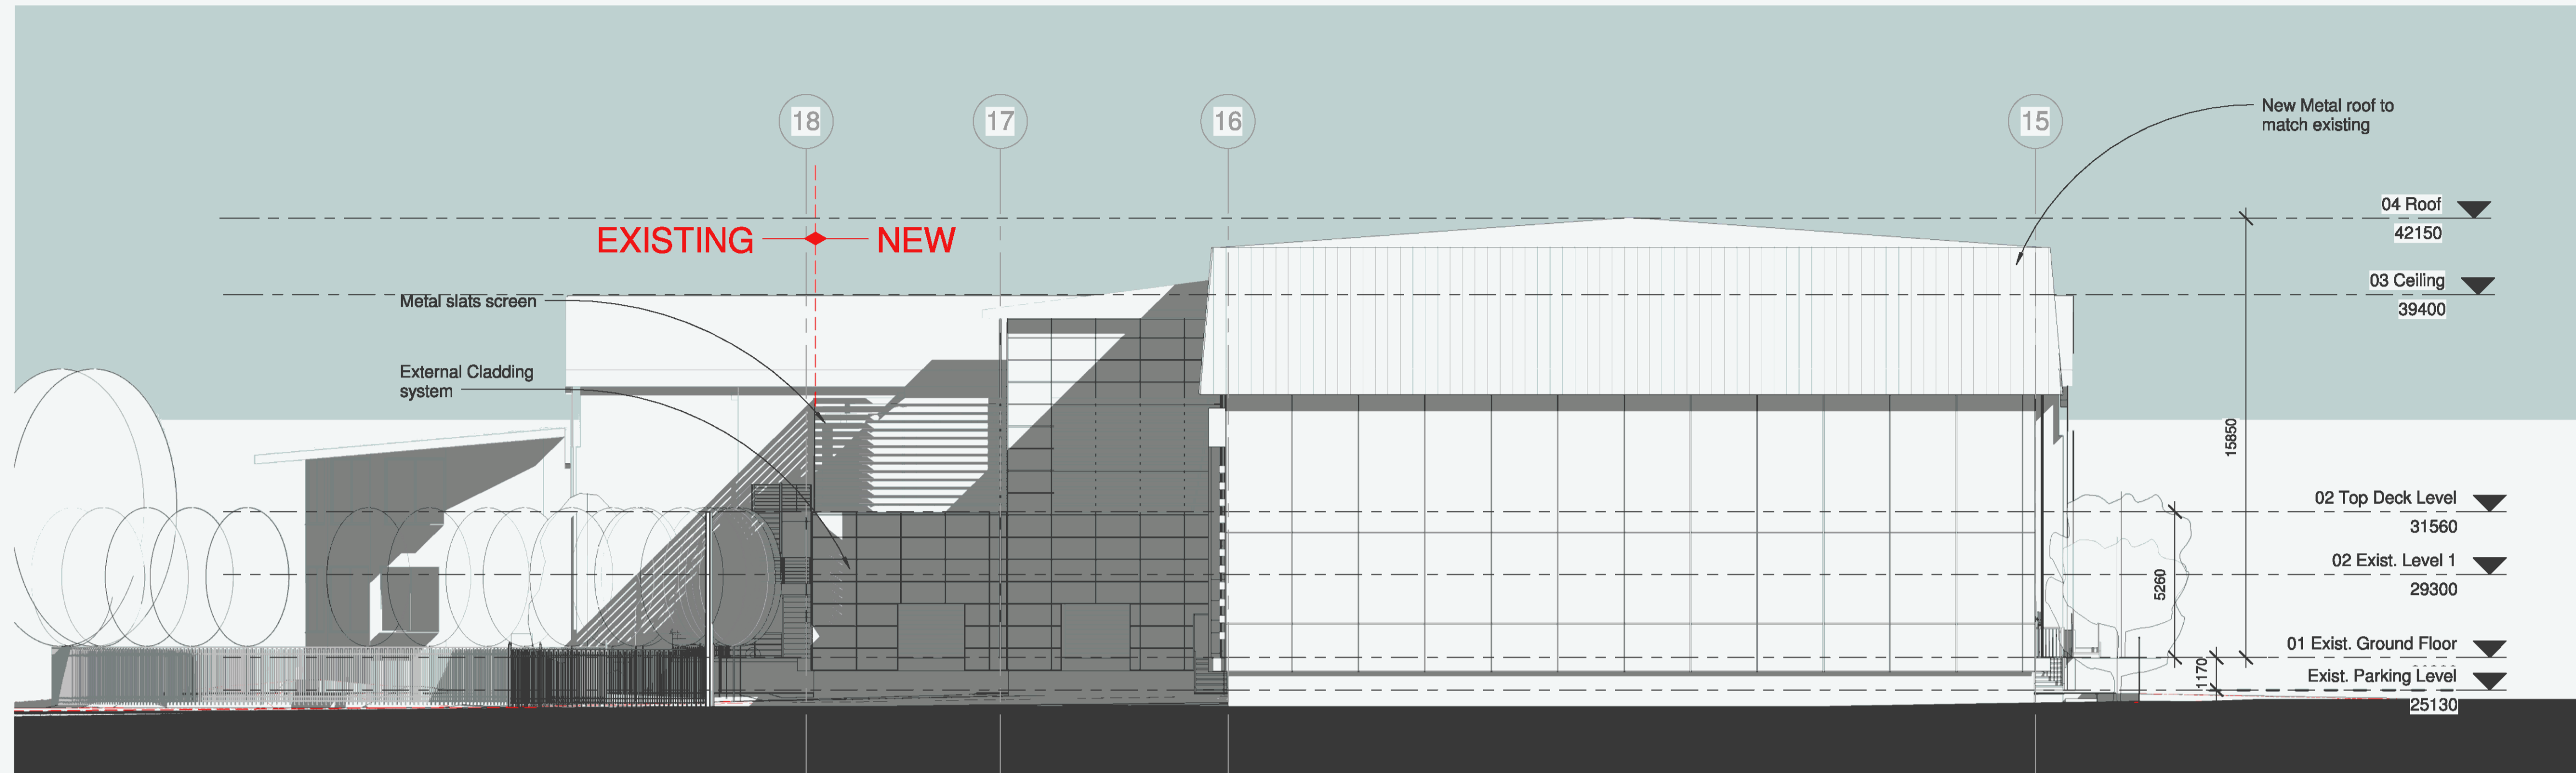 18
17
16
15
New Metal roof to
match existing
04 Roof
42150
EXISTING
NEW
03 Ceiling
39400
Metal slats screen
External Cladding
system
15850
02 Top Deck Level
31560
02 Exist. Level 1
29300
5260
01 Exist. Ground Floor
1170
Exist. Parking Level
25130